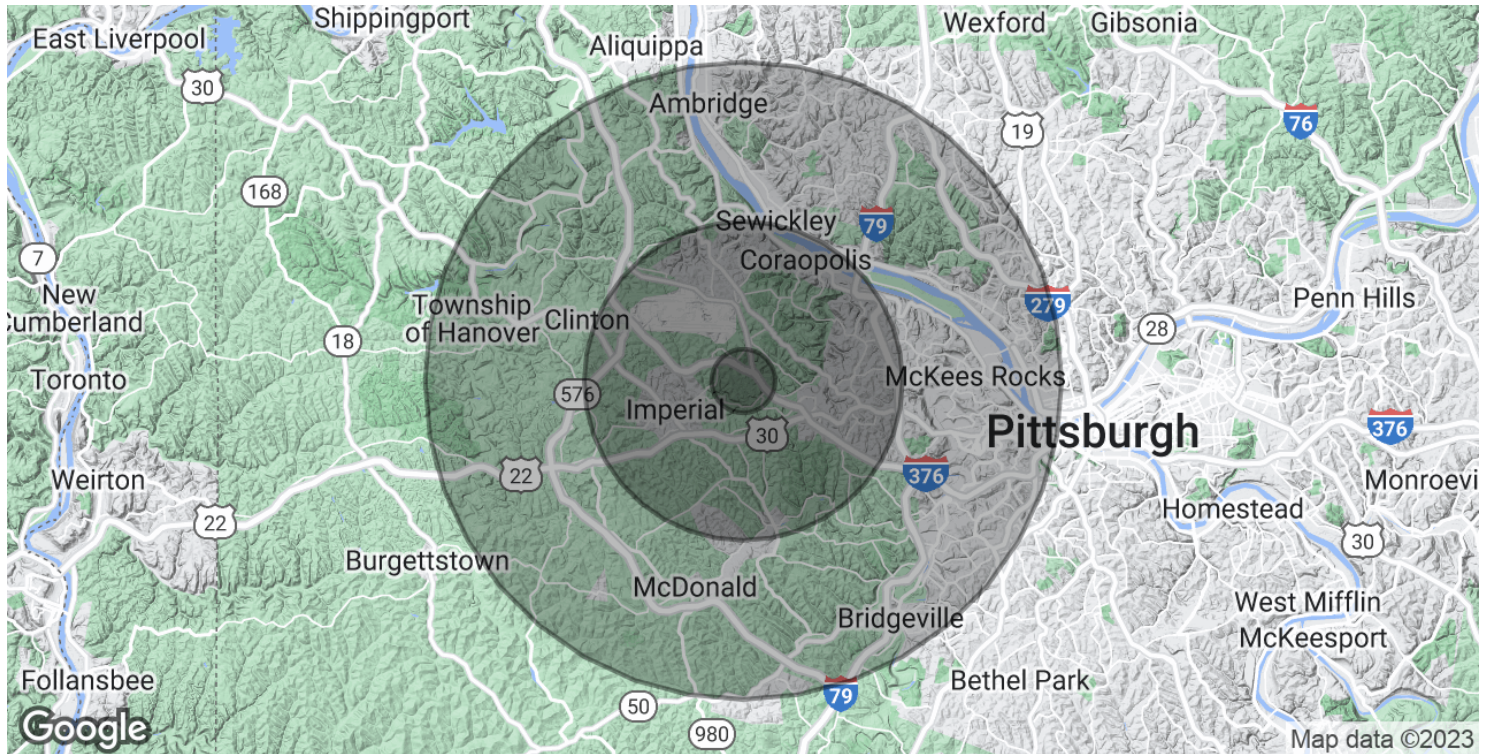 Shippingport
Wexford
Gibsonia
East Liverpool
Aliquippa
30
Ambridge
76
19
168
Sewickley
79
7
Coraopolis
New
Cumberland
Township
of Hanover
Clinton
279
Penn Hills
28
18
Toronto
McKees Rocks
576
Imperial
30
Pittsburgh
376
22
376
Weirton
Monroevi
22
Homestead
30
Burgettstown
McDonald
West Mifflin
Bridgeville
McKeesport
Follansbee
Bethel Park
79
50
980
Google
Map data ©2023